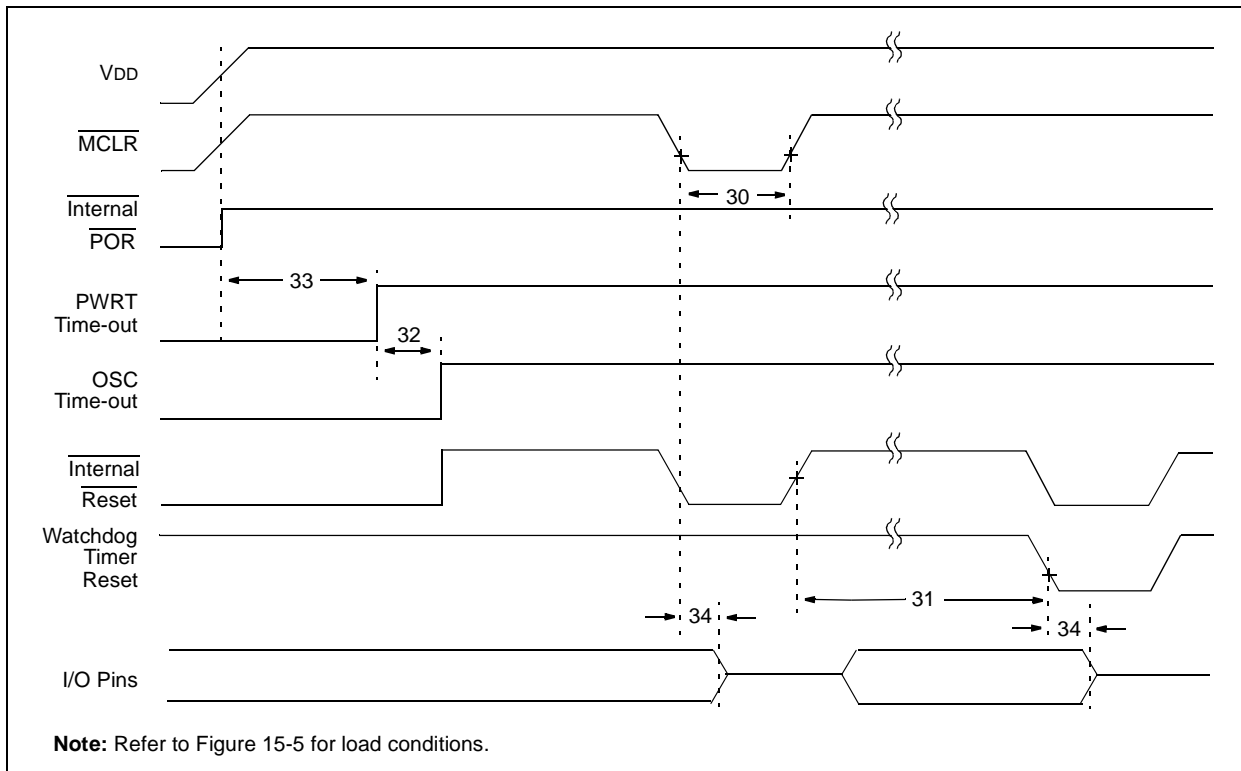 VDD
MCLR
Internal
POR
30
33
PWRT
Time-out
32
OSC
Time-out
Internal
Reset
Watchdog
Timer
Reset
31
34
34
I/O Pins
Note: Refer to Figure 15-5 for load conditions.